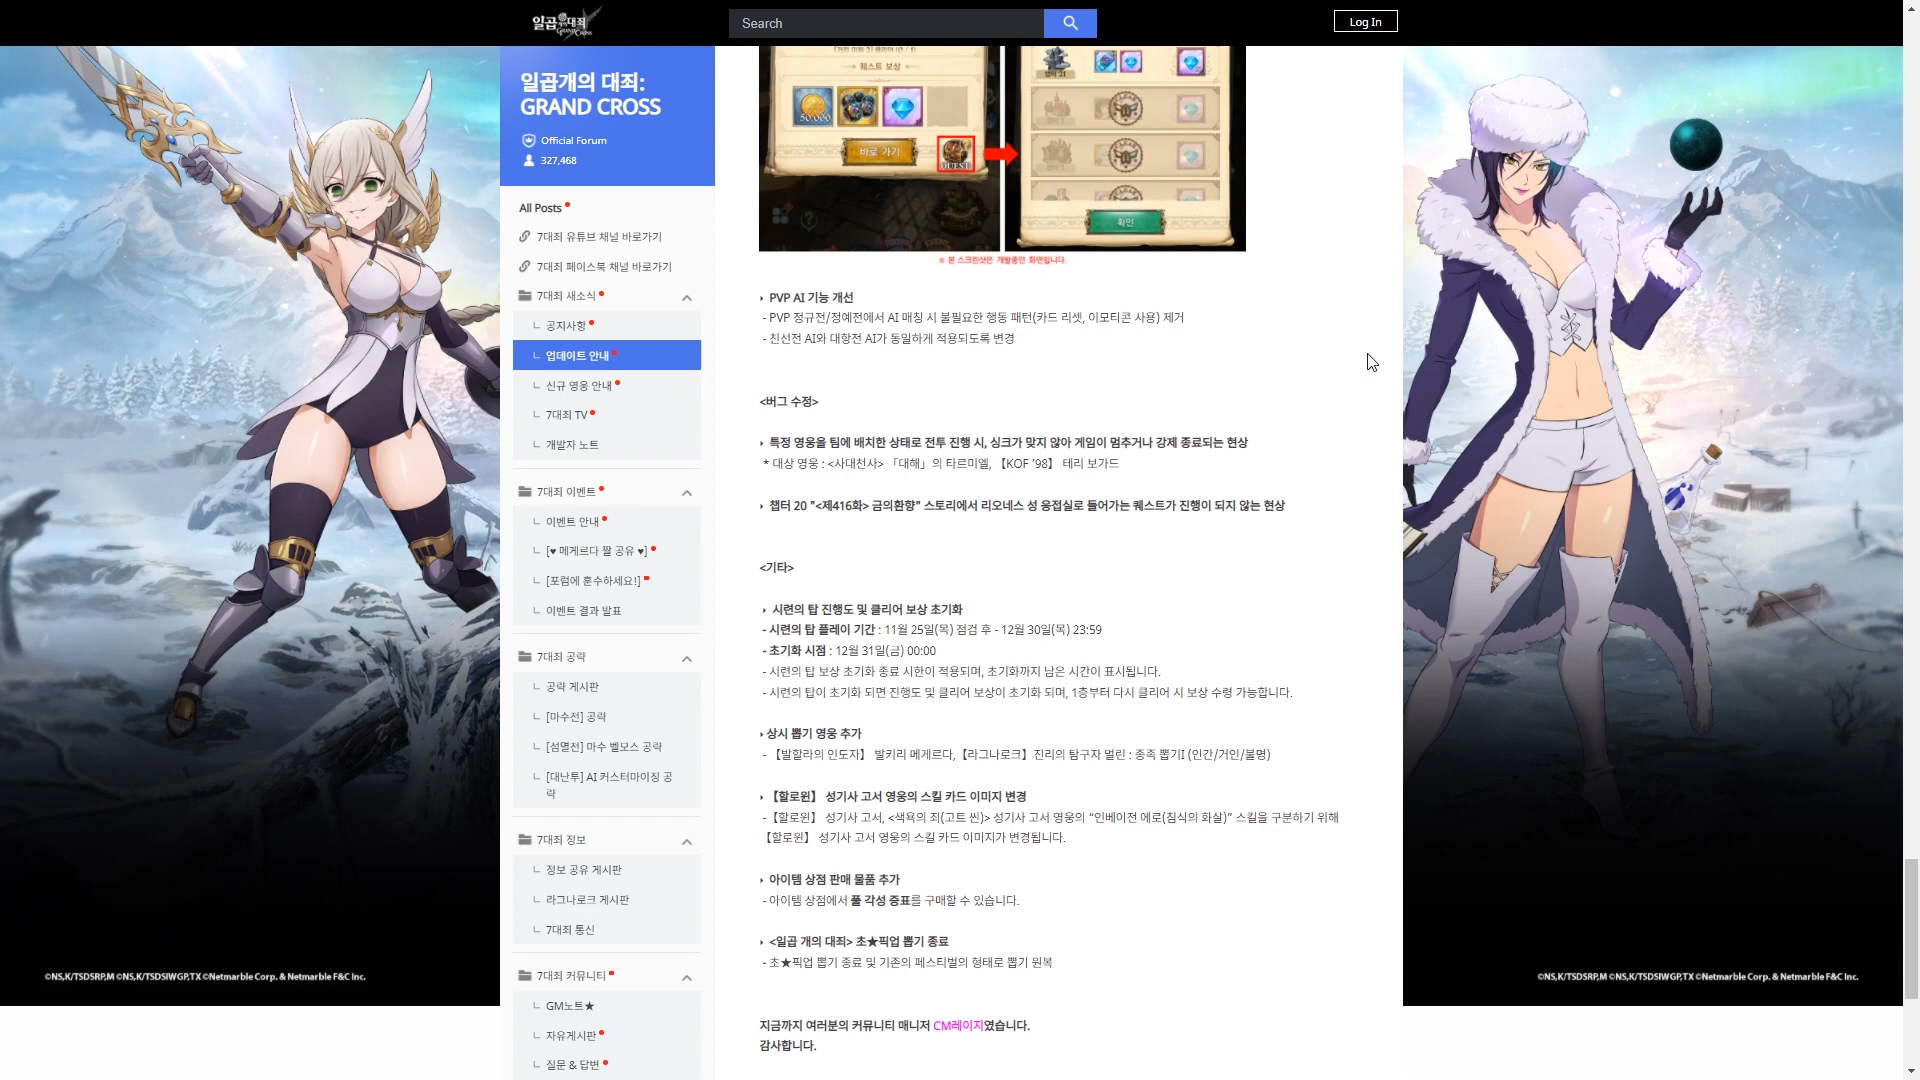 일곱개의대죄
GRAND CROSS
Search
Log In
일곱개의 대죄:
GRAND CROSS
Official Forum
327,468
All Posts
7대죄 유튜브 채널 바로가기
7대죄 페이스북 채널 바로가기
7대죄 새소식
공지사항
업데이트 안내
신규 영웅 안내
7대죄 TV
개발자 노트
7대죄 이벤트
이벤트 안내
[♥ 메게르다 짤 공유 ♥]
[포럼에 훈수하세요!]
이벤트 결과 발표
7대죄 공략
공략 게시판
[마수전] 공략
[섬멸전] 마수 벨모스 공략
[대난투] AI 커스터마이징 공
략
7대죄 정보
정보 공유 게시판
라그나로크 게시판
7대죄 통신
7대죄 커뮤니티
GM노트★
자유게시판
질문 & 답변
퀘스트 보상
50,000
바로 가기
QUEST
챕터 21
확인
※ 본 스크린샷은 개발중인 화면입니다.
PVP AI 기능 개선
- PVP 정규전/정예전에서 AI 매칭 시 불필요한 행동 패턴(카드 리셋, 이모티콘 사용) 제거
- 친선전 AI와 대항전 AI가 동일하게 적용되도록 변경
<버그 수정>
특정 영웅을 팀에 배치한 상태로 전투 진행 시, 싱크가 맞지 않아 게임이 멈추거나 강제 종료되는 현상
* 대상 영웅 : <사대천사> 「대해」의 타르미엘, 【KOF ’98】 테리 보가드
챕터 20 "<제416화> 금의환향" 스토리에서 리오네스 성 응접실로 들어가는 퀘스트가 진행이 되지 않는 현상
<기타>
시련의 탑 진행도 및 클리어 보상 초기화
- 시련의 탑 플레이 기간 : 11월 25일(목) 점검 후 - 12월 30일(목) 23:59
- 초기화 시점 : 12월 31일(금) 00:00
- 시련의 탑 보상 초기화 종료 시한이 적용되며, 초기화까지 남은 시간이 표시됩니다.
- 시련의 탑이 초기화 되면 진행도 및 클리어 보상이 초기화 되며, 1층부터 다시 클리어 시 보상 수령 가능합니다.
상시 뽑기 영웅 추가
- 【발할라의 인도자】 발키리 메게르다,【라그나로크】진리의 탐구자 멀린 : 종족 뽑기I (인간/거인/불명)
【할로윈】 성기사 고서 영웅의 스킬 카드 이미지 변경
-【할로윈】 성기사 고서, <색욕의 죄(고트 씬)> 성기사 고서 영웅의 “인베이전 에로(침식의 화살)” 스킬을 구분하기 위해
【할로윈】 성기사 고서 영웅의 스킬 카드 이미지가 변경됩니다.
아이템 상점 판매 물품 추가
- 아이템 상점에서 풀 각성 증표를 구매할 수 있습니다.
<일곱 개의 대죄> 초★픽업 뽑기 종료
- 초★픽업 뽑기 종료 및 기존의 페스티벌의 형태로 뽑기 원복
지금까지 여러분의 커뮤니티 매니저 CM레이지였습니다.
감사합니다.
©NS,K/TSDSRP,M ©NS,K/TSDSIWGP,TX ©Netmarble Corp. & Netmarble F&C Inc.
©NS,K/TSDSRP,M ©NS,K/TSDSIWGP,TX ©Netmarble Corp. & Netmarble F&C Inc.